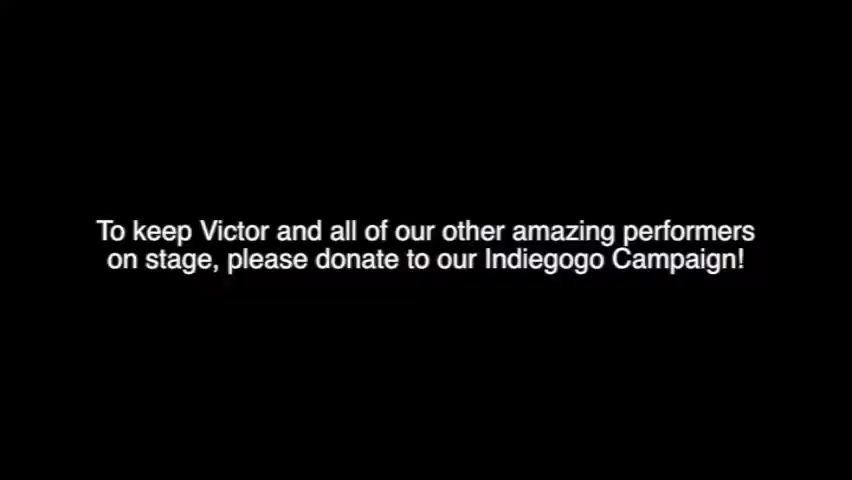 To keep Victor and all of our other amazing performers
on stage, please donate to our Indiegogo Campaign!